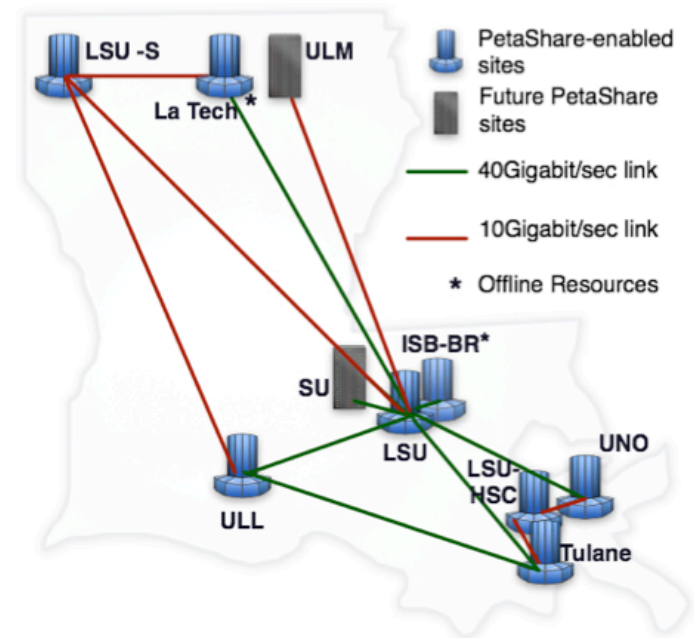 LSU -S
La Tech *
ULM
PetaShare-enabled
sites
Future PetaShare
sites
40Gigabit/sec link
10Gigabit/sec link
* Offline Resources
ISB-BR*
SU
LSU
UNO
LSU-
HSC
ULL
Tulane